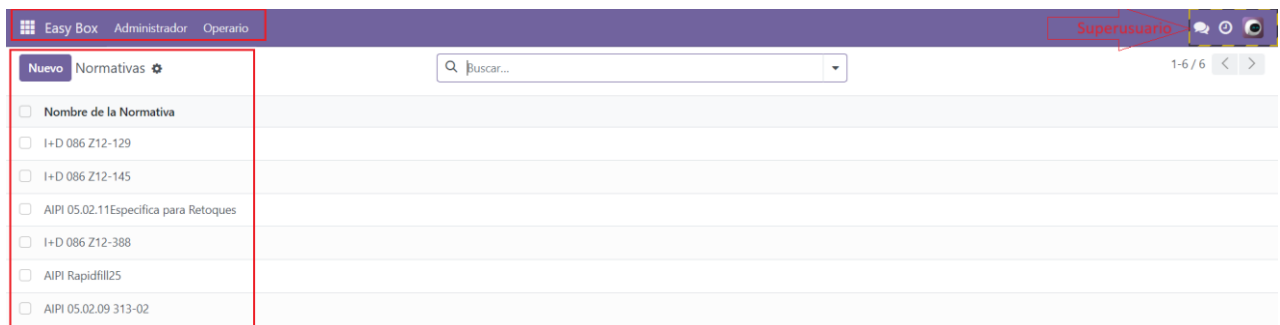 Easy Box Administrador Operario Superusuario
Nuevo Normativas Buscar... 1-6 / 6
Nombre de la Normativa
I+D 086 Z12-129
I+D 086 Z12-145
AIPI 05.02.11Especifica para Retoques
I+D 086 Z12-388
AIPI Rapidfill25
AIPI 05.02.09 313-02